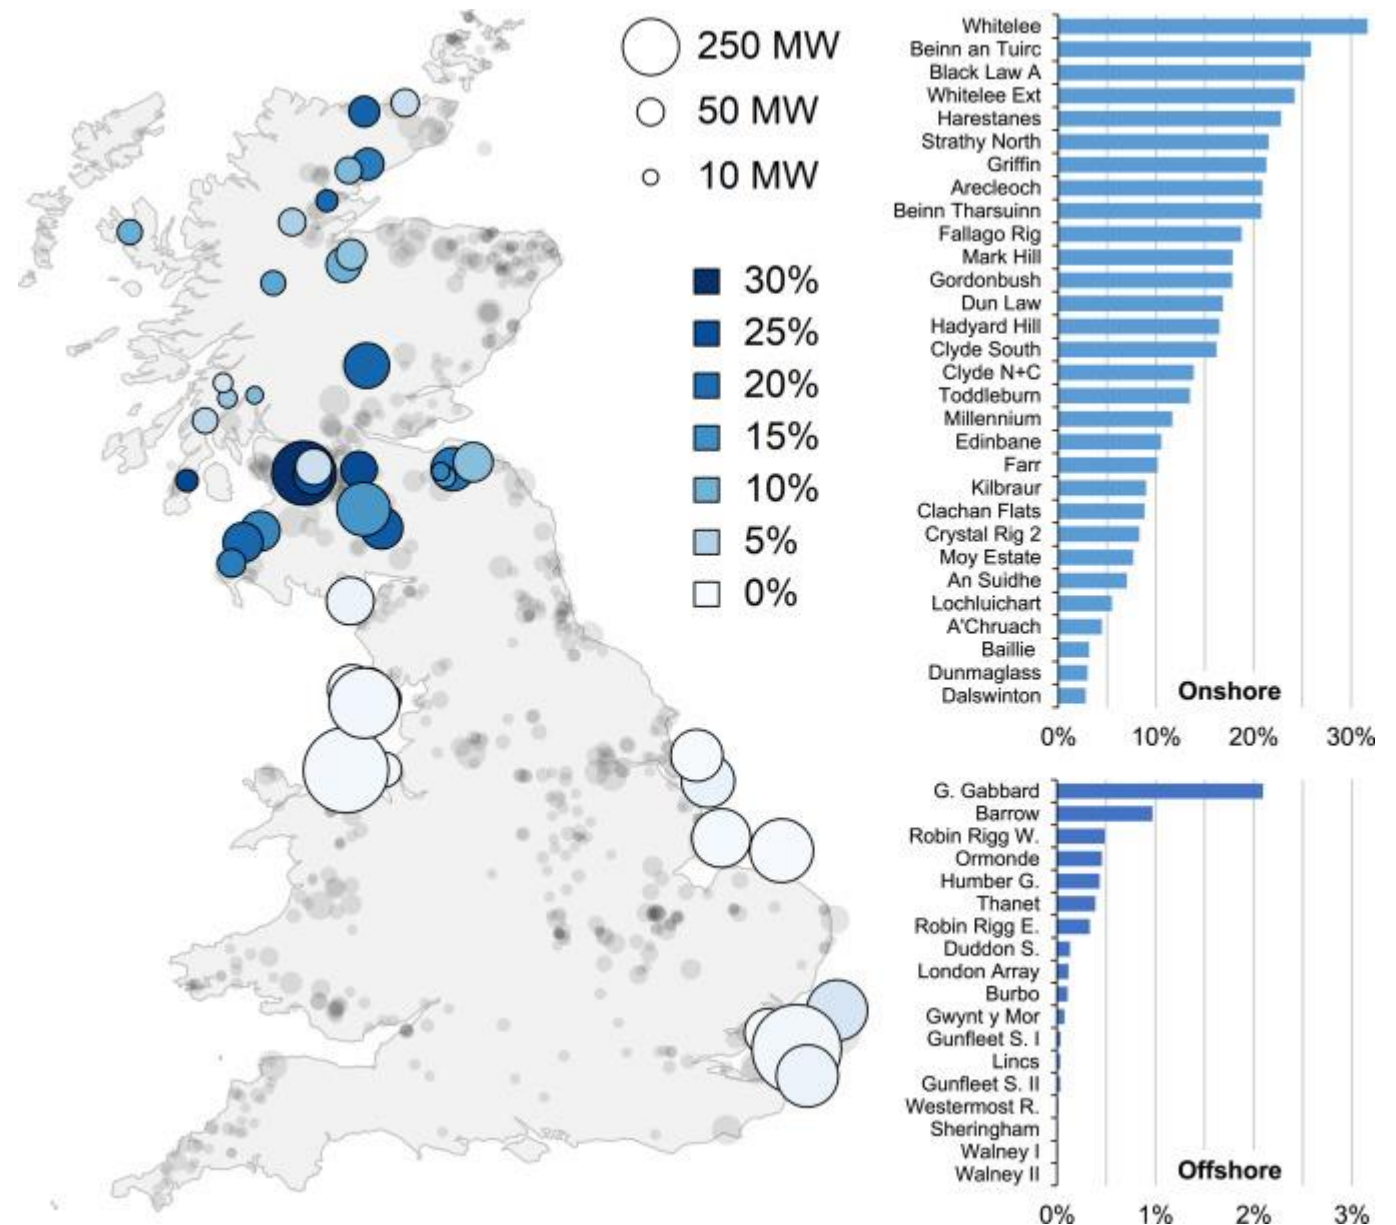 250 MW
50 MW
10 MW
30%
25%
20%
15%
10%
5%
0%
Whitelee
Beinn an Tuirc
Black Law A
Whitelee Ext
Harestanes
Strathy North
Griffin
Arecleoch
Beinn Tharsuinn
Fallago Rig
Mark Hill
Gordonbush
Dun Law
Hadyard Hill
Clyde South
Clyde N+C
Toddleburn
Millennium
Edinbane
Farr
Kilbraur
Clachan Flats
Crystal Rig 2
Moy Estate
An Suidhe
Lochluichart
A'Chruach
Baillie
Dunmaglass
Dalswinton
Onshore
0% 10% 20% 30%
G. Gabbard
Barrow
Robin Rigg W.
Ormonde
Humber G.
Thanet
Robin Rigg E.
Duddon S.
London Array
Burbo
Gwynt y Mor
Gunfleet S. I
Lincs
Gunfleet S. II
Westermost R.
Sheringham
Walney I
Walney II
Offshore
0% 1% 2% 3%